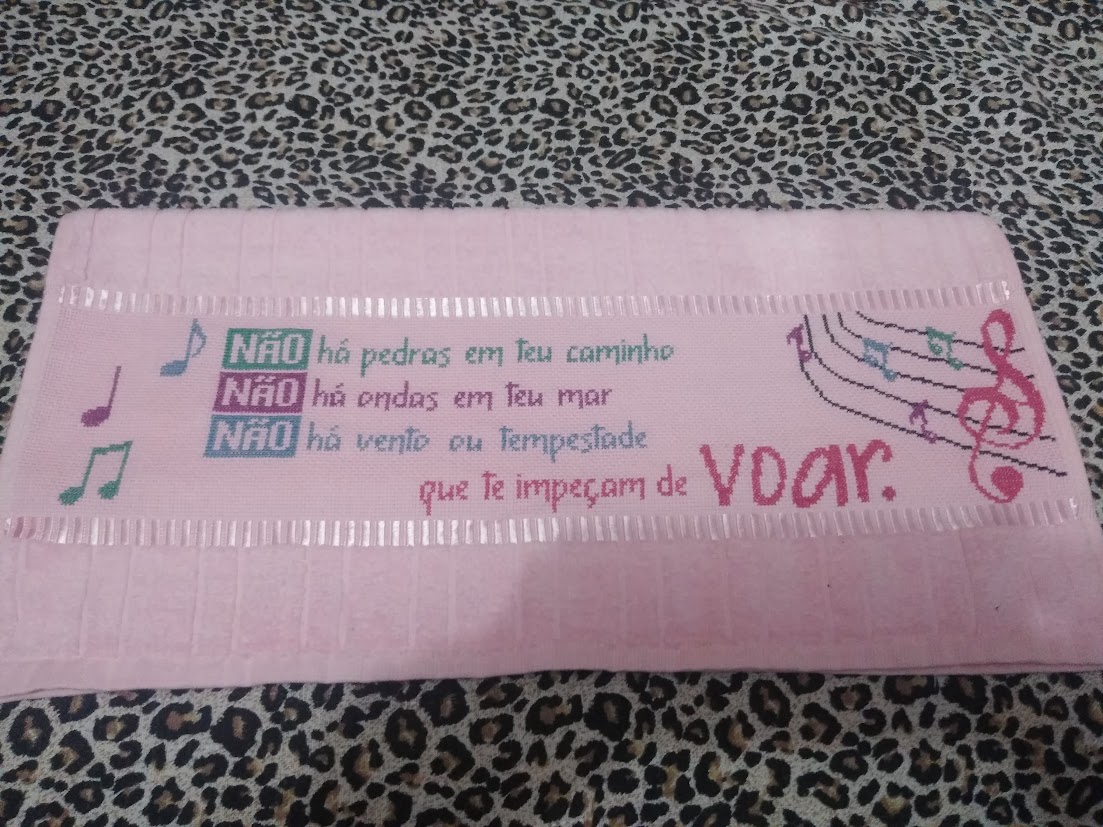 NÃO há pedras em teu caminho
NÃO há ondas em teu mar
NÃO há vento ou tempestade
que te impeçam de voar.